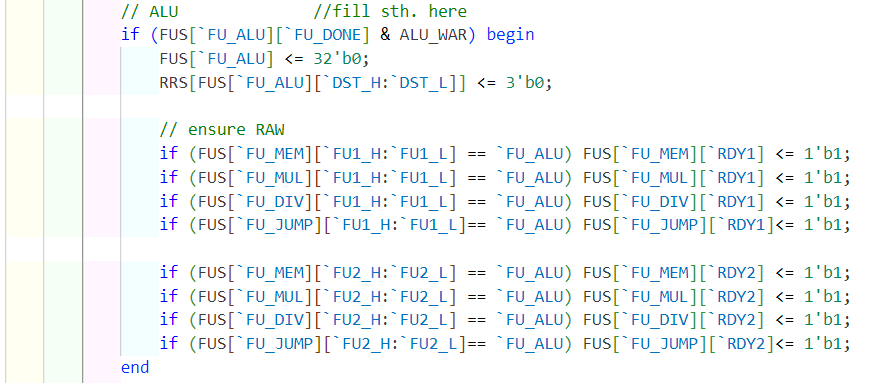 // ALU //fill sth. here
if (FUS[`FU_ALU][`FU_DONE] & ALU_WAR) begin
FUS[`FU_ALU] <= 32'b0;
RRS[FUS[`FU_ALU][`DST_H:`DST_L]] <= 3'b0;
// ensure RAW
if (FUS[`FU_MEM][`FU1_H:`FU1_L] == `FU_ALU) FUS[`FU_MEM][`RDY1] <= 1'b1;
if (FUS[`FU_MUL][`FU1_H:`FU1_L] == `FU_ALU) FUS[`FU_MUL][`RDY1] <= 1'b1;
if (FUS[`FU_DIV][`FU1_H:`FU1_L] == `FU_ALU) FUS[`FU_DIV][`RDY1] <= 1'b1;
if (FUS[`FU_JUMP][`FU1_H:`FU1_L]== `FU_ALU) FUS[`FU_JUMP][`RDY1]<= 1'b1;
if (FUS[`FU_MEM][`FU2_H:`FU2_L] == `FU_ALU) FUS[`FU_MEM][`RDY2] <= 1'b1;
if (FUS[`FU_MUL][`FU2_H:`FU2_L] == `FU_ALU) FUS[`FU_MUL][`RDY2] <= 1'b1;
if (FUS[`FU_DIV][`FU2_H:`FU2_L] == `FU_ALU) FUS[`FU_DIV][`RDY2] <= 1'b1;
if (FUS[`FU_JUMP][`FU2_H:`FU2_L]== `FU_ALU) FUS[`FU_JUMP][`RDY2]<= 1'b1;
end